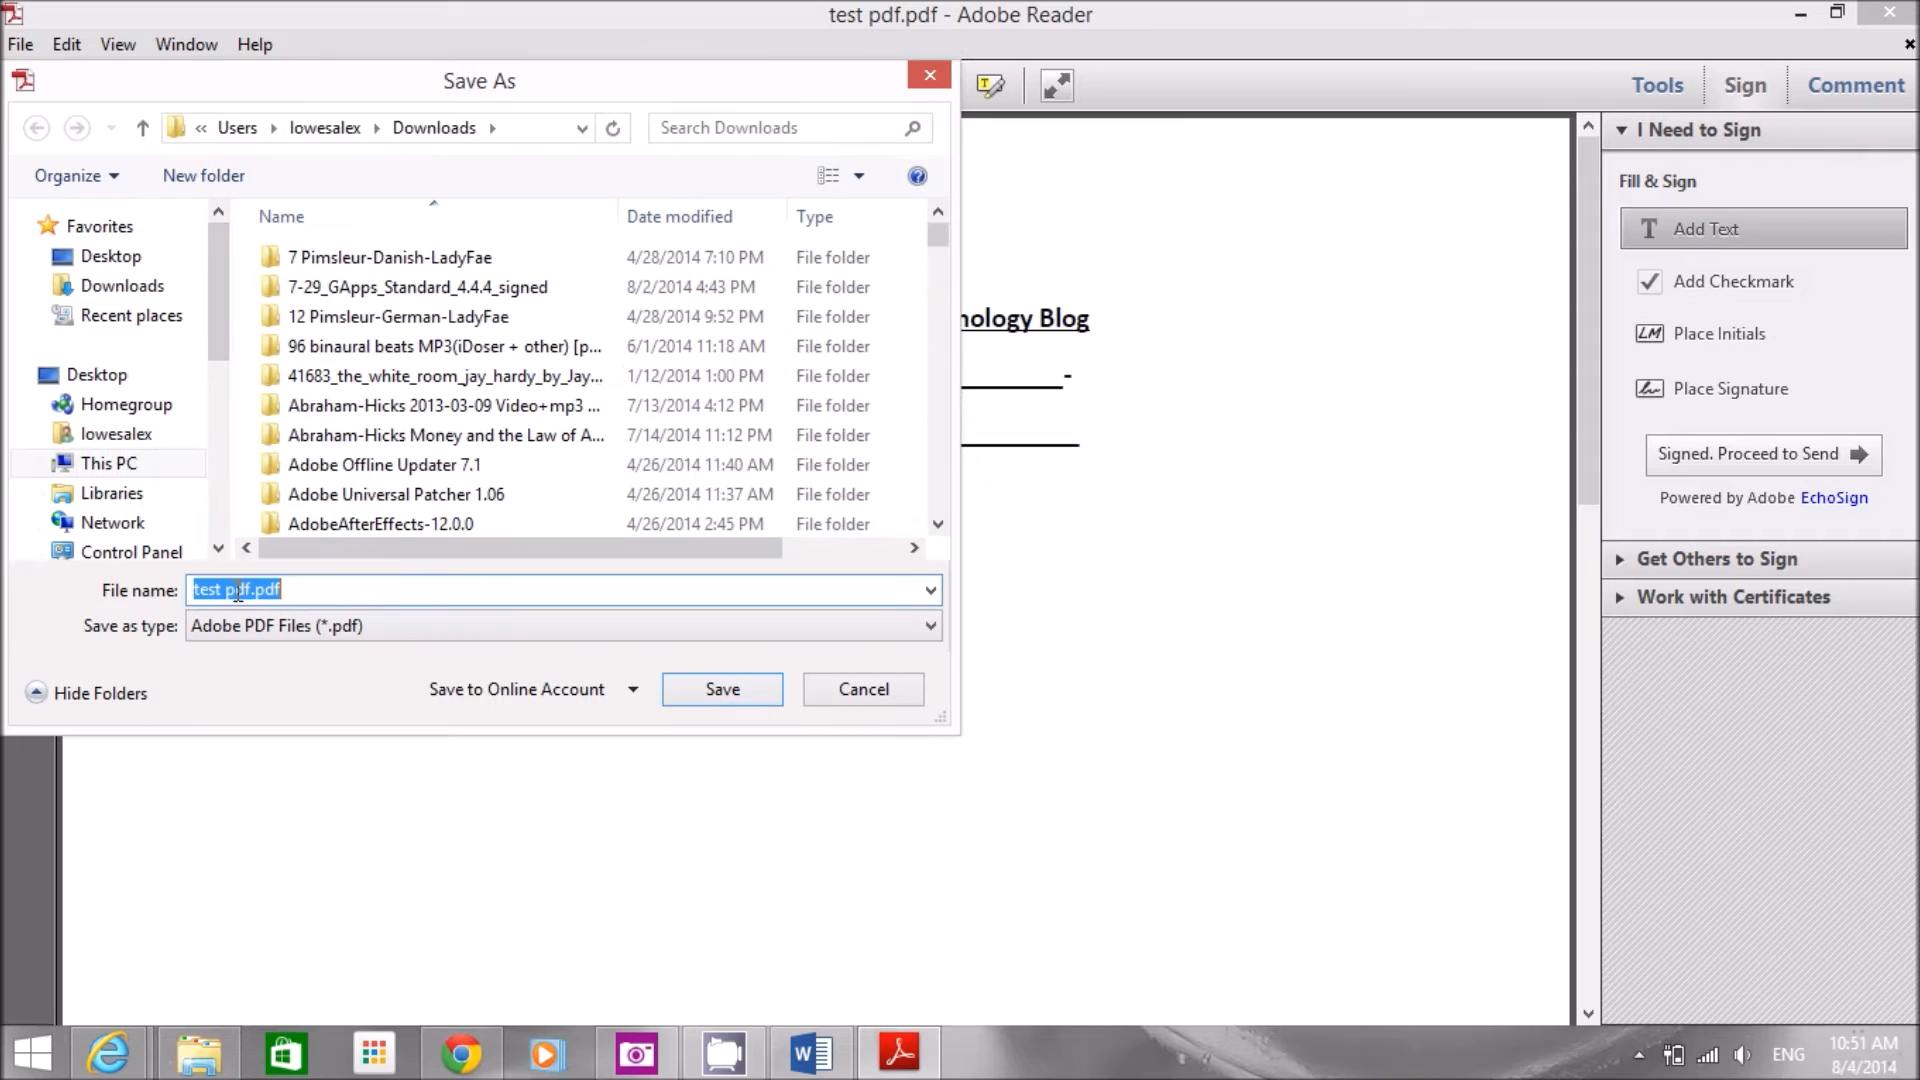 test pdf.pdf - Adobe Reader
File Edit View Window Help
Save As
Tools Sign Comment
« Users lowesalex Downloads
Search Downloads
I Need to Sign
Organize New folder
Fill & Sign
Name Date modified Type
Favorites
Desktop
Downloads
Recent places
Desktop
Homegroup
lowesalex
This PC
Libraries
Network
Control Panel
7 Pimsleur-Danish-LadyFae 4/28/2014 7:10 PM File folder
7-29_GApps_Standard_4.4.4_signed 8/2/2014 4:43 PM File folder
12 Pimsleur-German-LadyFae 4/28/2014 9:52 PM File folder
96 binaural beats MP3(iDoser + other) [p... 6/1/2014 11:18 AM File folder
41683_the_white_room_jay_hardy_by_Jay... 1/12/2014 1:00 PM File folder
Abraham-Hicks 2013-03-09 Video+mp3 ... 7/13/2014 4:12 PM File folder
Abraham-Hicks Money and the Law of A... 7/14/2014 11:12 PM File folder
Adobe Offline Updater 7.1 4/26/2014 11:40 AM File folder
Adobe Universal Patcher 1.06 4/26/2014 11:37 AM File folder
AdobeAfterEffects-12.0.0 4/26/2014 2:45 PM File folder
File name: test pdf.pdf
Save as type: Adobe PDF Files (*.pdf)
Hide Folders
Save to Online Account Save Cancel
nology Blog
-
T Add Text
Add Checkmark
LM Place Initials
Place Signature
Signed. Proceed to Send
Powered by Adobe EchoSign
Get Others to Sign
Work with Certificates
ENG
10:51 AM
8/4/2014